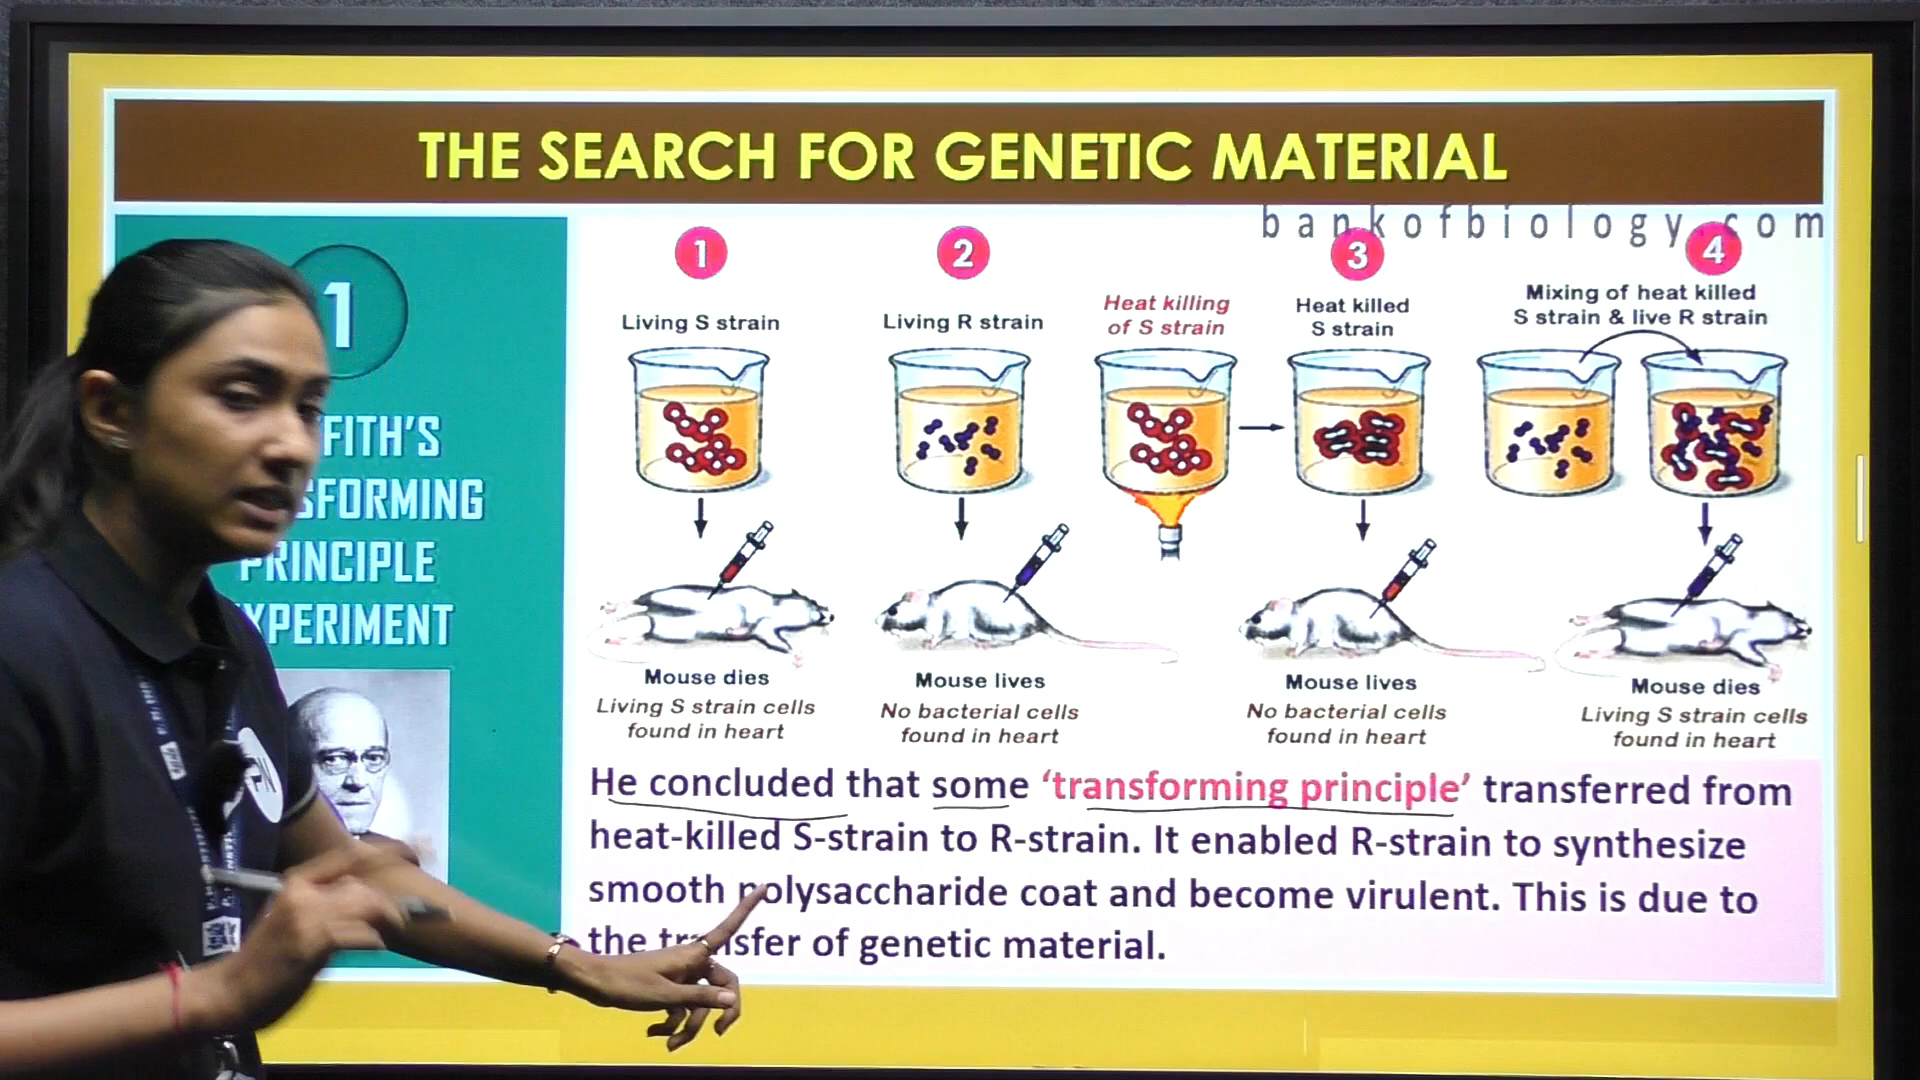 THE SEARCH FOR GENETIC MATERIAL
bankofbiology.com
1
FITH'S
SFORMING
PRINCIPLE
XPERIMENT
1
Living S strain
Mouse dies
Living S strain cells
found in heart
2
Living R strain
Mouse lives
No bacterial cells
found in heart
Heat killing
of S strain
3
Heat killed
S strain
Mouse lives
No bacterial cells
found in heart
4
Mixing of heat killed
S strain & live R strain
Mouse dies
Living S strain cells
found in heart
He concluded that some ‘transforming principle’ transferred from
heat-killed S-strain to R-strain. It enabled R-strain to synthesize
smooth polysaccharide coat and become virulent. This is due to
the transfer of genetic material.